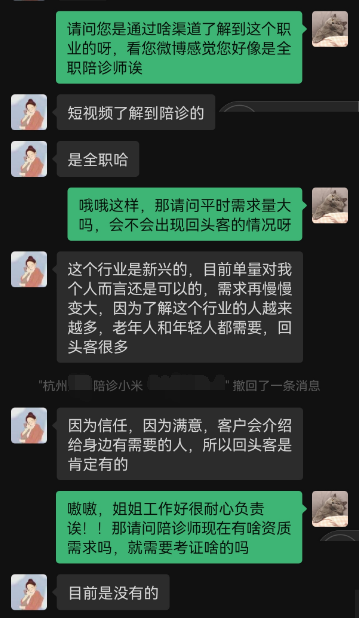 请问您是通过啥渠道了解到这个职
业的呀，看您微博感觉您好像是全
职陪诊师诶
短视频了解到陪诊的
是全职哈
哦哦这样，那请问平时需求量大
吗，会不会出现回头客的情况呀
这个行业是新兴的，目前单量对我
个人而言还是可以的，需求再慢慢
变大，因为了解这个行业的人越来
越多，老年人和年轻人都需要，回
头客很多
"杭州 陪诊小米 " 撤回了一条消息
因为信任，因为满意，客户会介绍
给身边有需要的人，所以回头客是
肯定有的
嗷嗷，姐姐工作好很耐心负责
诶！！那请问陪诊师现在有啥资质
需求吗，就需要考证啥的吗
目前是没有的